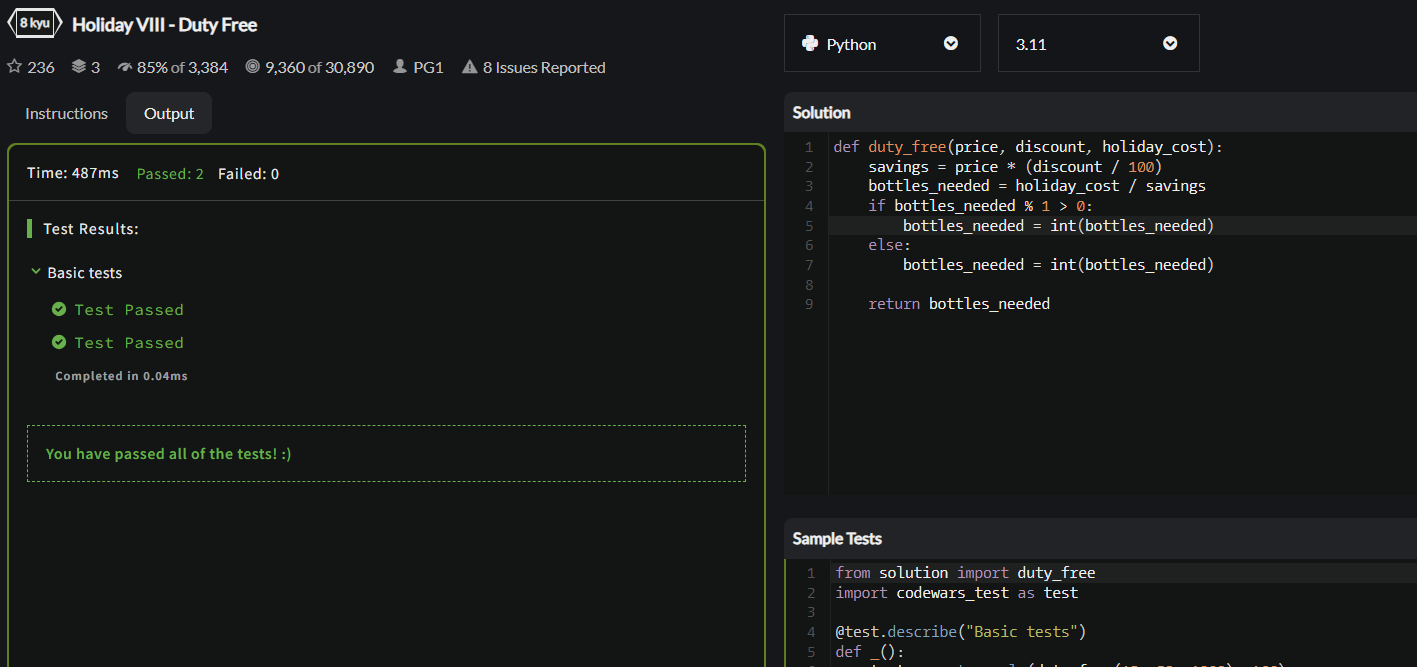 8 kyu Holiday VIII - Duty Free
236 3 85% of 3,384 9,360 of 30,890 PG1 8 Issues Reported
Instructions Output
Time: 487ms Passed: 2 Failed: 0
Test Results:
Basic tests
Test Passed
Test Passed
Completed in 0.04ms
You have passed all of the tests! :)
Python 3.11
Solution
1 def duty_free(price, discount, holiday_cost):
2 savings = price * (discount / 100)
3 bottles_needed = holiday_cost / savings
4 if bottles_needed % 1 > 0:
5 bottles_needed = int(bottles_needed)
6 else:
7 bottles_needed = int(bottles_needed)
8
9 return bottles_needed
Sample Tests
1 from solution import duty_free
2 import codewars_test as test
3
4 @test.describe("Basic tests")
5 def _():